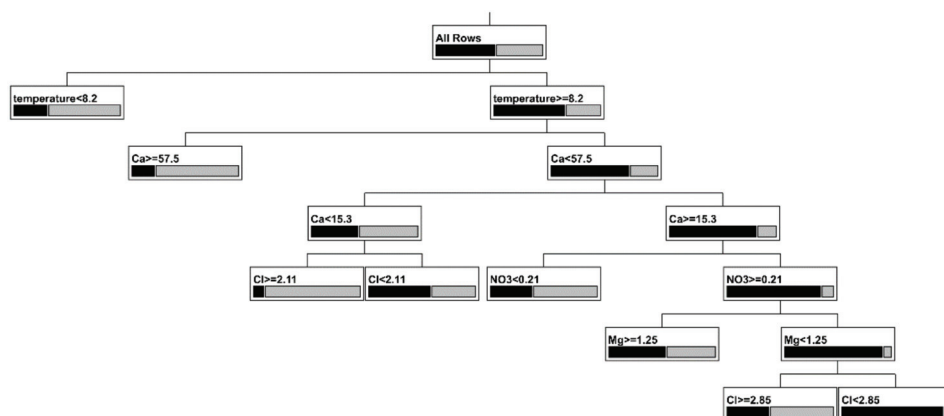 All Rows
temperature<8.2
temperature>=8.2
Ca>=57.5
Ca<57.5
Ca<15.3
Ca>=15.3
Cl>=2.11
Cl<2.11
NO3<0.21
NO3>=0.21
Mg>=1.25
Mg<1.25
Cl>=2.85
Cl<2.85